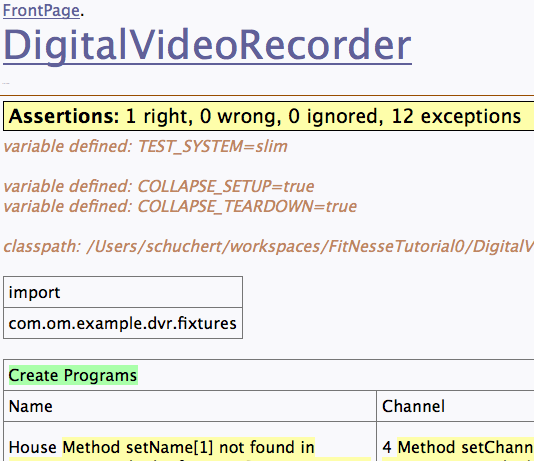 FrontPage.
DigitalVideoRecorder
Assertions: 1 right, 0 wrong, 0 ignored, 12 exceptions
variable defined: TEST_SYSTEM=slim
variable defined: COLLAPSE_SETUP=true
variable defined: COLLAPSE_TEARDOWN=true
classpath: /Users/schuchert/workspaces/FitNesseTutorial0/DigitalV
import
com.om.example.dvr.fixtures
Create Programs
Name Channel
House Method setName[1] not found in 4 Method setChann